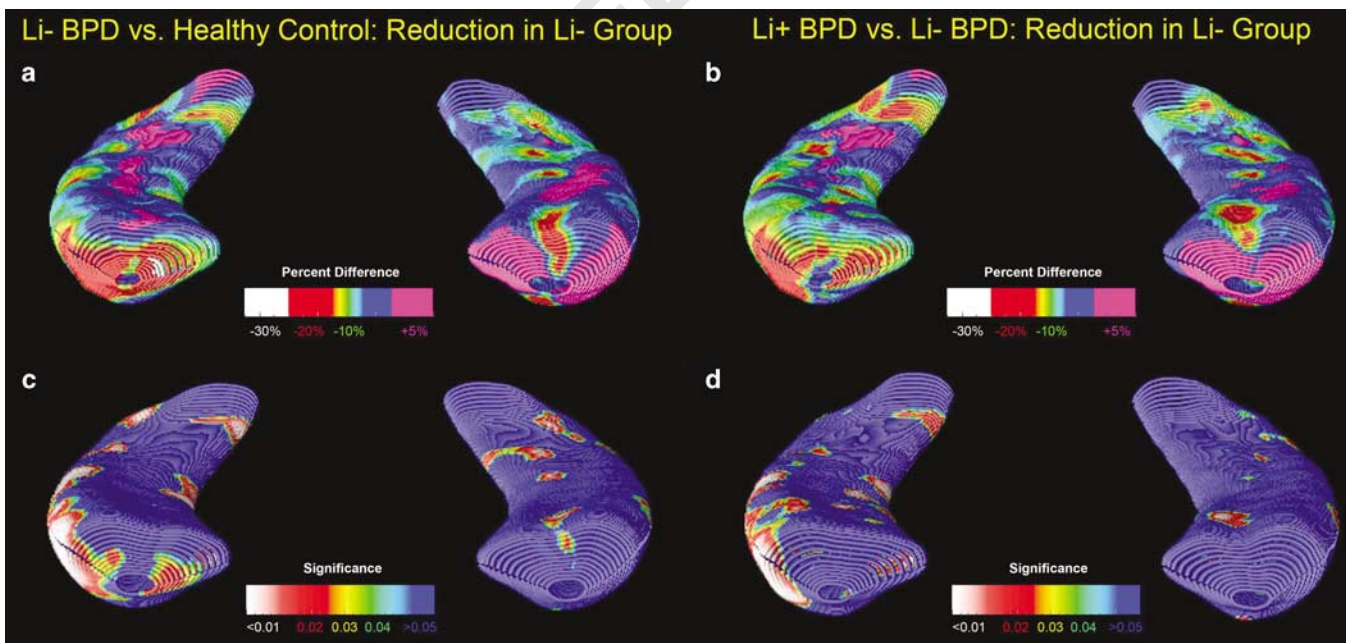 Li- BPD vs. Healthy Control: Reduction in Li- Group
Li+ BPD vs. Li- BPD: Reduction in Li- Group
a
b
Percent Difference
-30% -20% -10% +5%
Percent Difference
-30% -20% -10% +5%
c
d
Significance
<0.01 0.02 0.03 0.04 >0.05
Significance
<0.01 0.02 0.03 0.04 >0.05